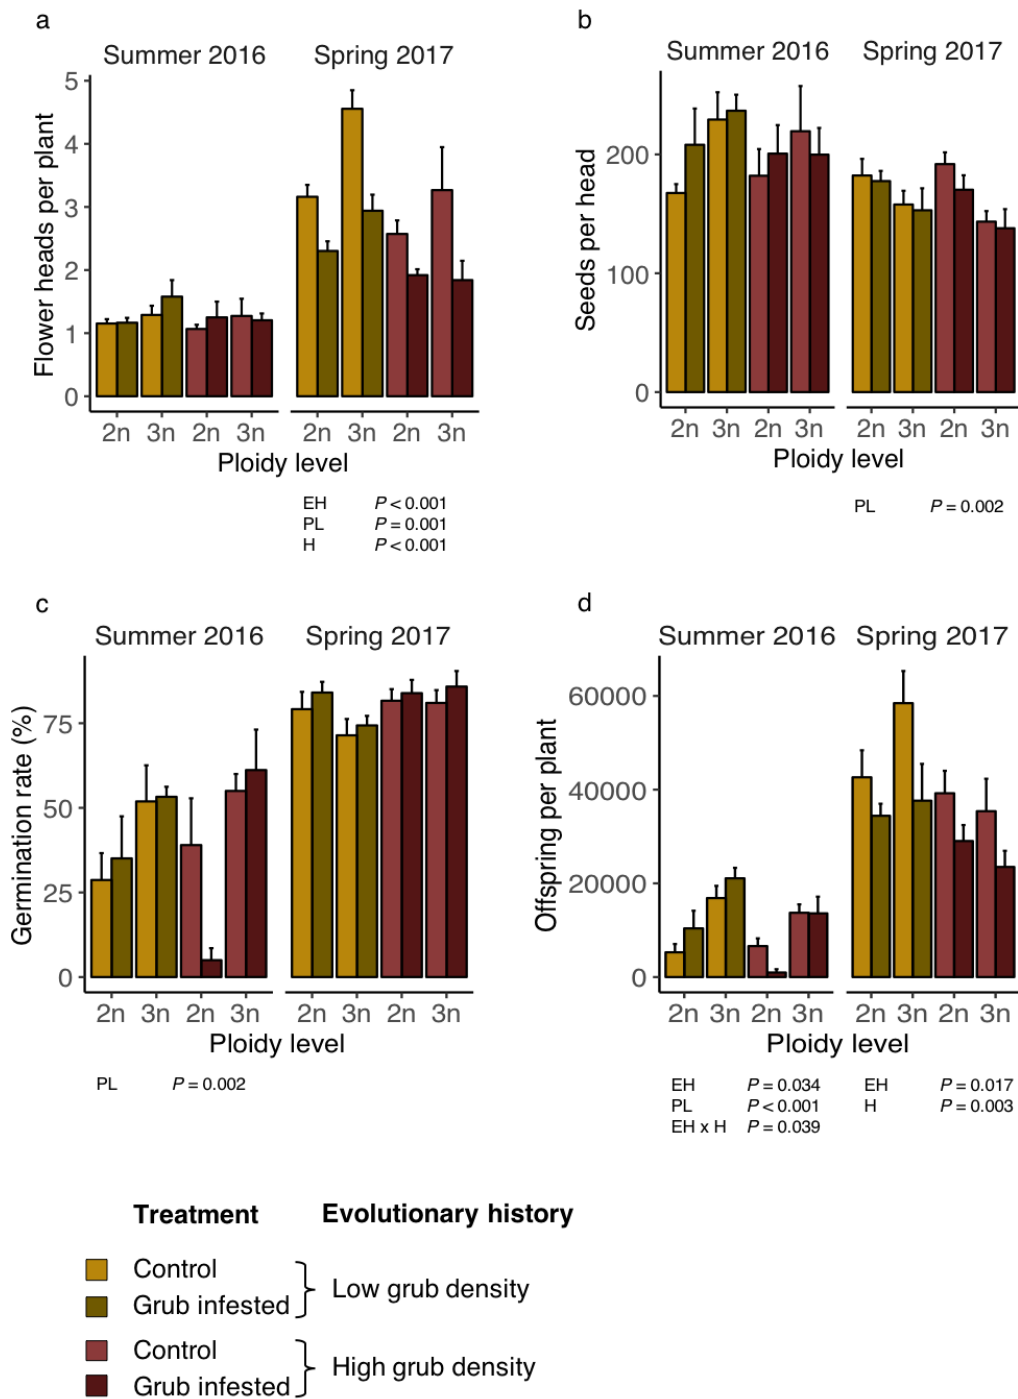 a
Summer 2016 Spring 2017
Flower heads per plant
5
4
3
2
1
0
2n 3n 2n 3n 2n 3n 2n 3n
Ploidy level
EH P < 0.001
PL P = 0.001
H P < 0.001
b
Summer 2016 Spring 2017
Seeds per head
200
100
0
2n 3n 2n 3n 2n 3n 2n 3n
Ploidy level
PL P = 0.002
c
Summer 2016 Spring 2017
Germination rate (%)
75
50
25
0
2n 3n 2n 3n 2n 3n 2n 3n
Ploidy level
PL P = 0.002
d
Summer 2016 Spring 2017
Offspring per plant
60000
40000
20000
0
2n 3n 2n 3n 2n 3n 2n 3n
Ploidy level
EH P = 0.034 EH P = 0.017
PL P < 0.001 H P = 0.003
EH x H P = 0.039
Treatment Evolutionary history
Control
Grub infested
Low grub density
Control
Grub infested
High grub density